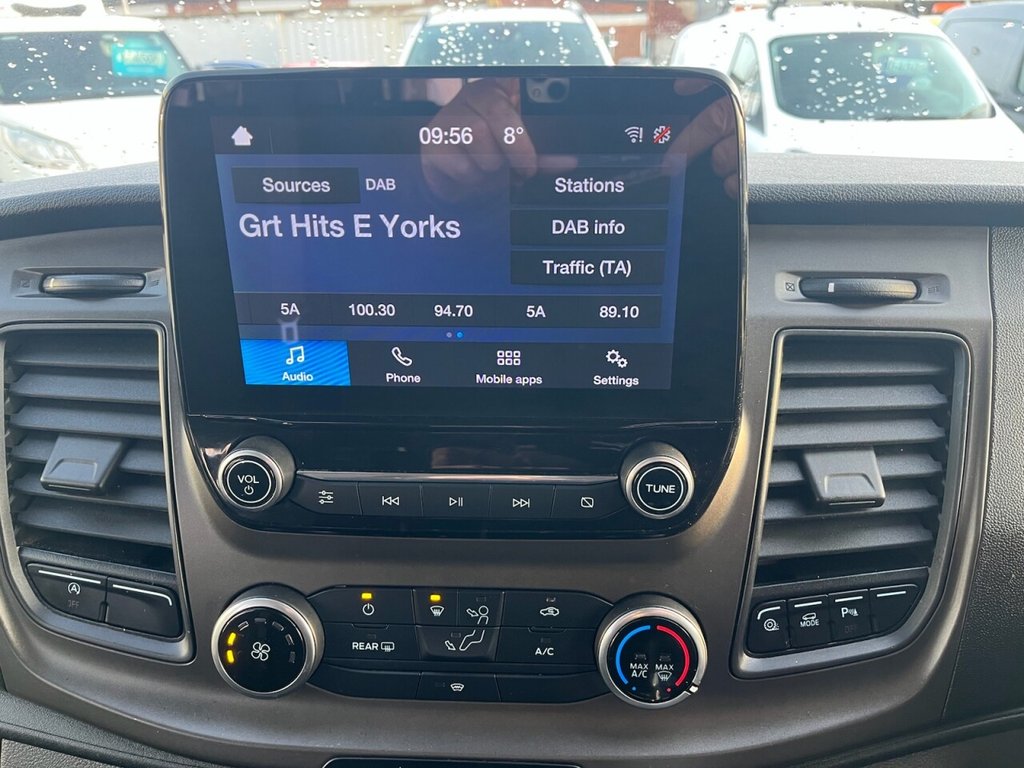 09:56 8°
Sources DAB Stations
Grt Hits E Yorks DAB info
Traffic (TA)
5A 100.30 94.70 5A 89.10
Audio Phone Mobile apps Settings
VOL TUNE
A
OFF
MODE
P
OFF
REAR A/C
MAX A/C MAX